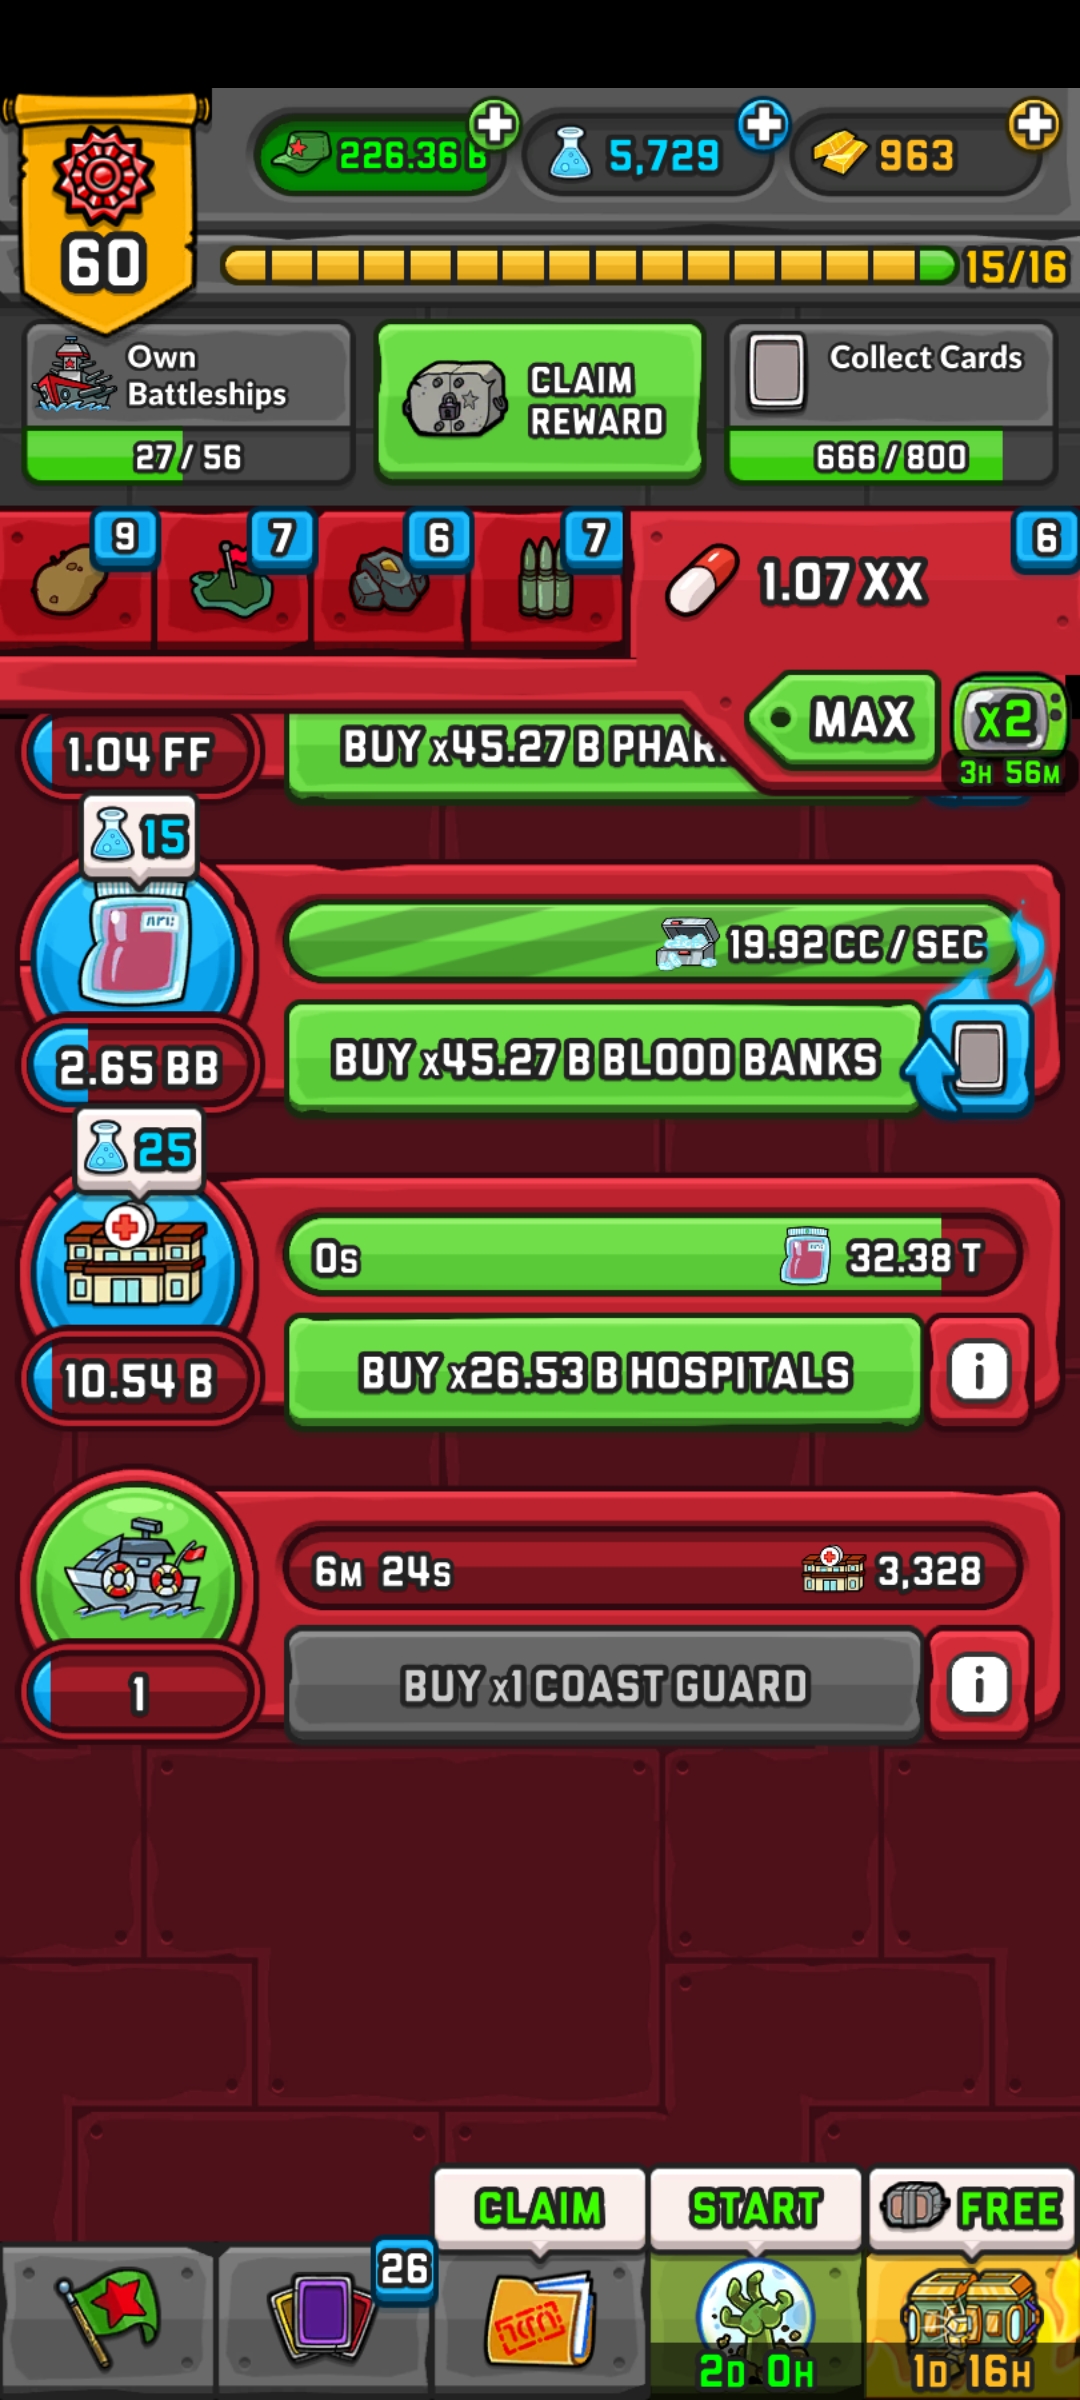 226.36 B
5,729
963
60
15/16
Own
Battleships
27/56
CLAIM
REWARD
Collect Cards
666/800
9
7
6
7
1.07 XX
6
MAX
x2
3H 56M
1.04 FF
BUY x45.27 B PHAR
15
19.92 CC / SEC
2.65 BB
BUY x45.27 B BLOOD BANKS
25
0s
32.38 T
10.54 B
BUY x26.53 B HOSPITALS
i
6M 24s
3,328
1
BUY x1 COAST GUARD
i
CLAIM
START
FREE
26
2D 0H
1D 16H